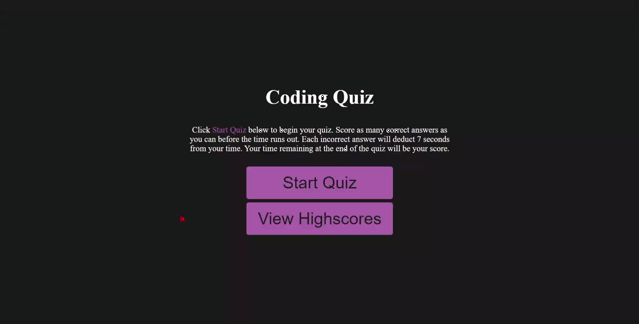 Coding Quiz
Click Start Quiz below to begin your quiz. Score as many correct answers as
you can before the time runs out. Each incorrect answer will deduct 7 seconds
from your time. Your time remaining at the end of the quiz will be your score.
Start Quiz
View Highscores